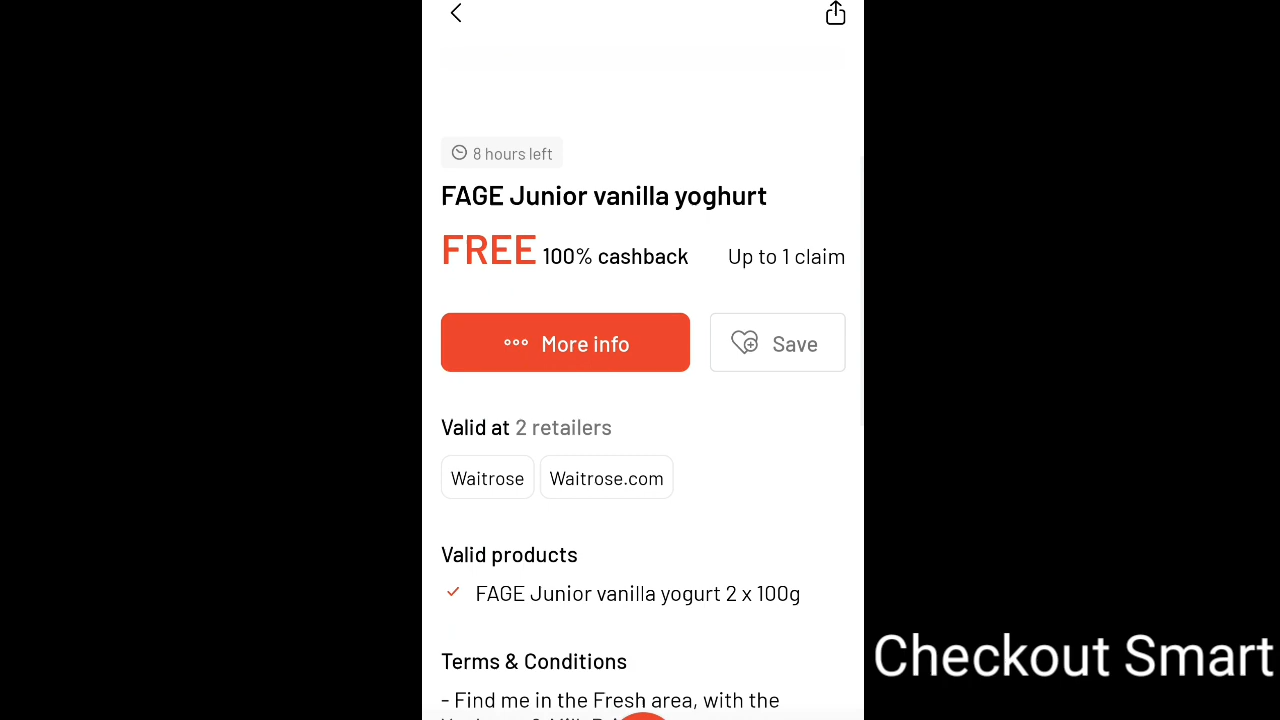 8 hours left
FAGE Junior vanilla yoghurt
FREE 100% cashback Up to 1 claim
More info Save
Valid at 2 retailers
Waitrose Waitrose.com
Valid products
FAGE Junior vanilla yogurt 2 x 100g
Checkout Smart
Terms & Conditions
- Find me in the Fresh area, with the